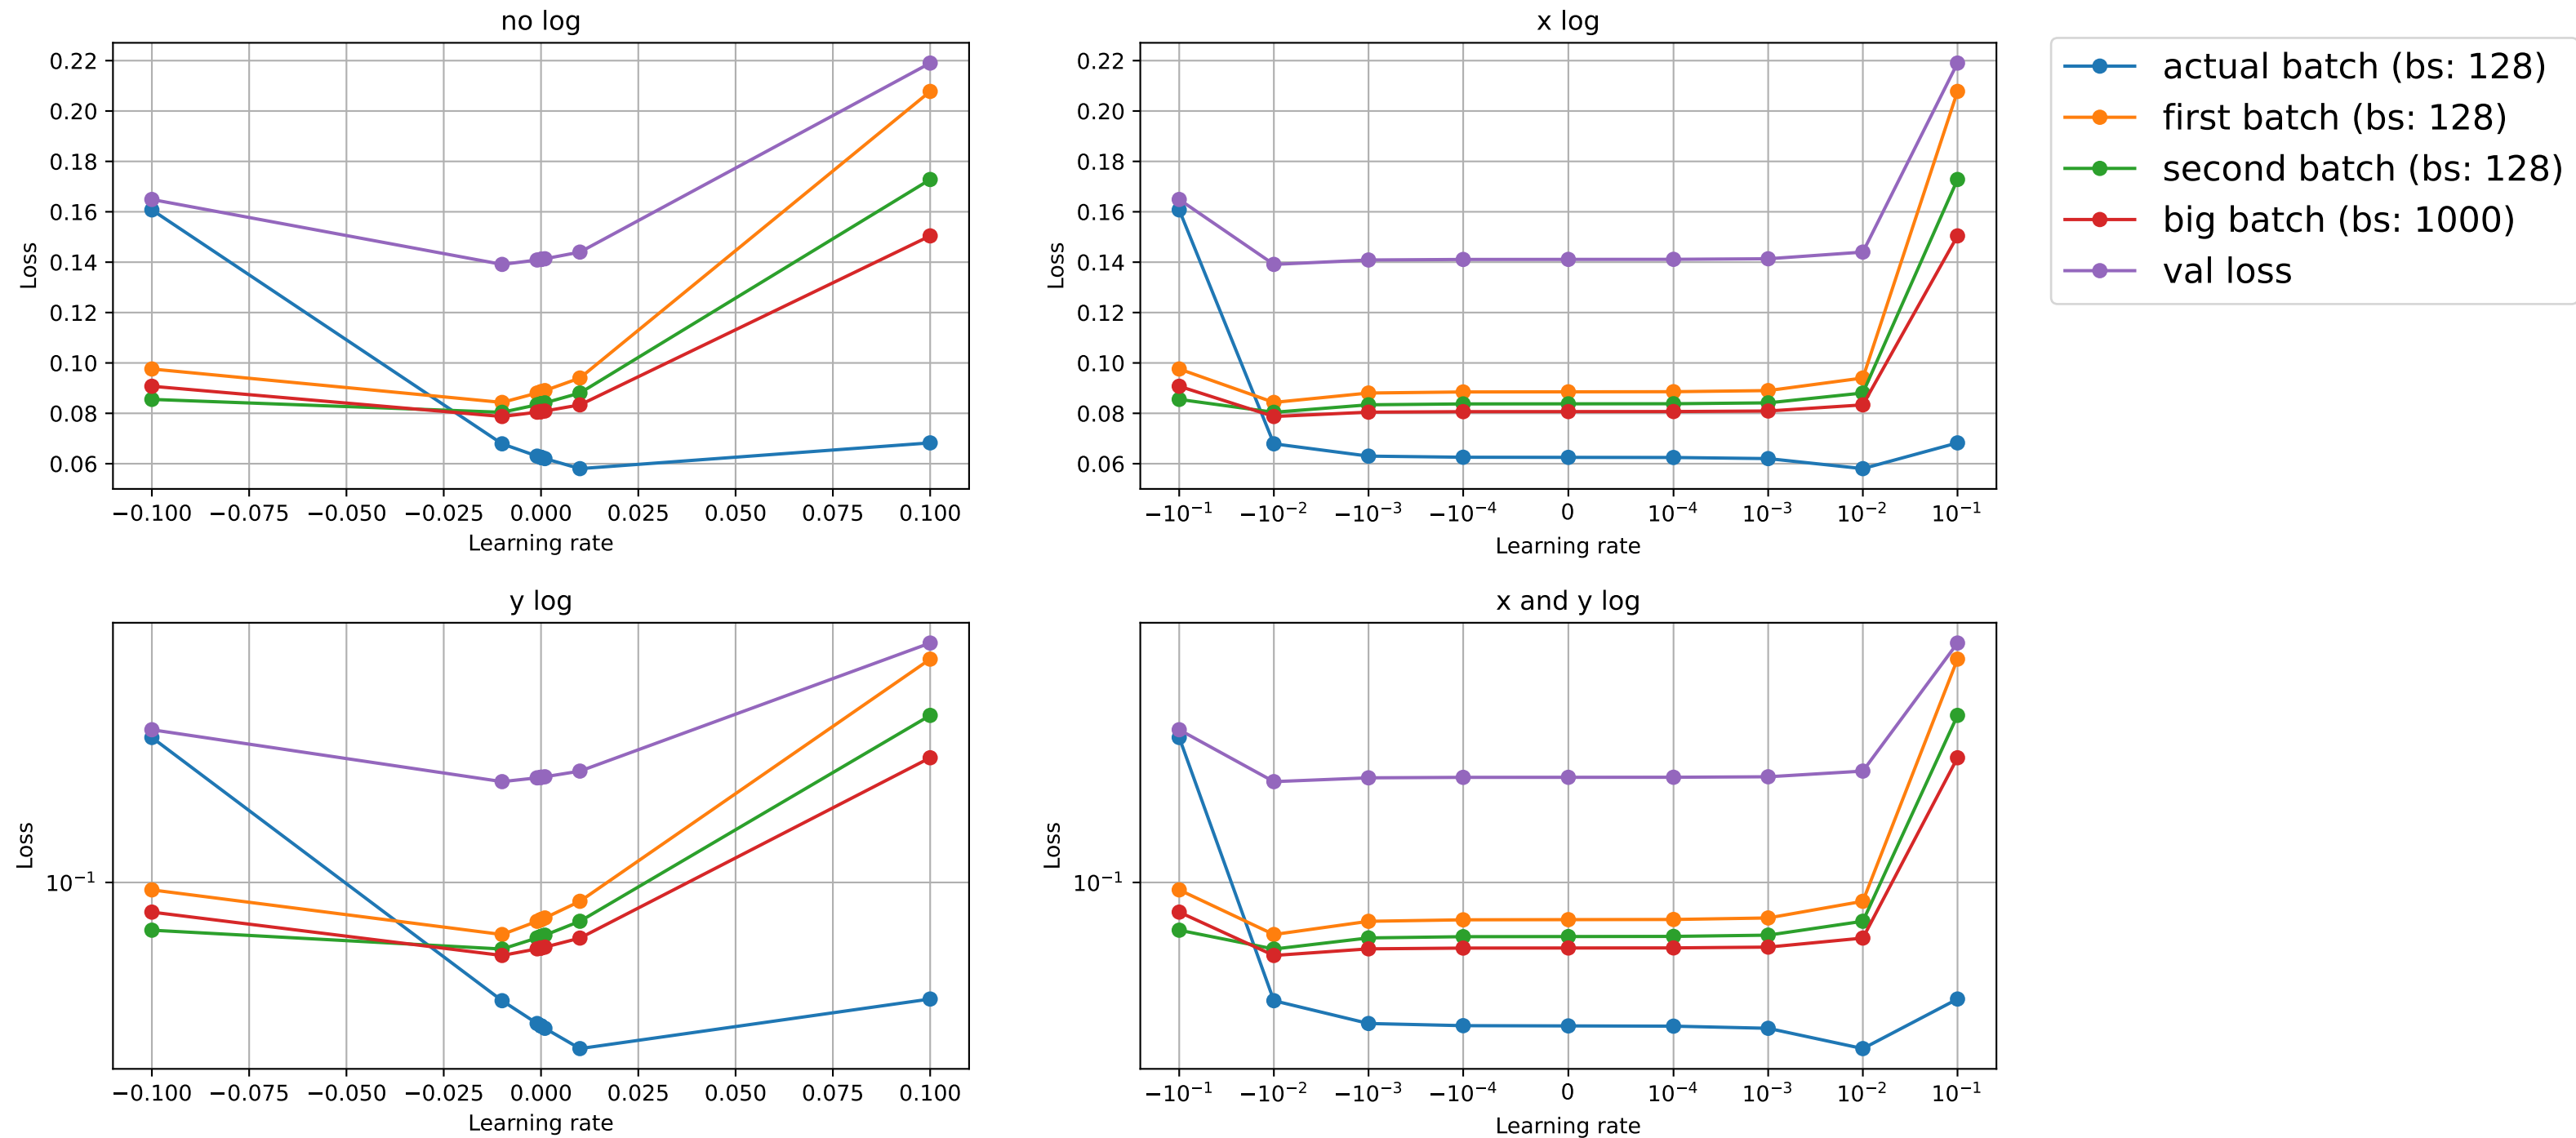 no log
0.22
0.20
0.18
0.16
0.14
0.12
0.10
0.08
0.06
Loss
−0.100 −0.075 −0.050 −0.025 0.000 0.025 0.050 0.075 0.100
Learning rate
x log
0.22
0.20
0.18
0.16
0.14
0.12
0.10
0.08
0.06
Loss
−10⁻¹ −10⁻² −10⁻³ −10⁻⁴ 0 10⁻⁴ 10⁻³ 10⁻² 10⁻¹
Learning rate
actual batch (bs: 128)
first batch (bs: 128)
second batch (bs: 128)
big batch (bs: 1000)
val loss
y log
10⁻¹
Loss
−0.100 −0.075 −0.050 −0.025 0.000 0.025 0.050 0.075 0.100
Learning rate
x and y log
10⁻¹
Loss
−10⁻¹ −10⁻² −10⁻³ −10⁻⁴ 0 10⁻⁴ 10⁻³ 10⁻² 10⁻¹
Learning rate